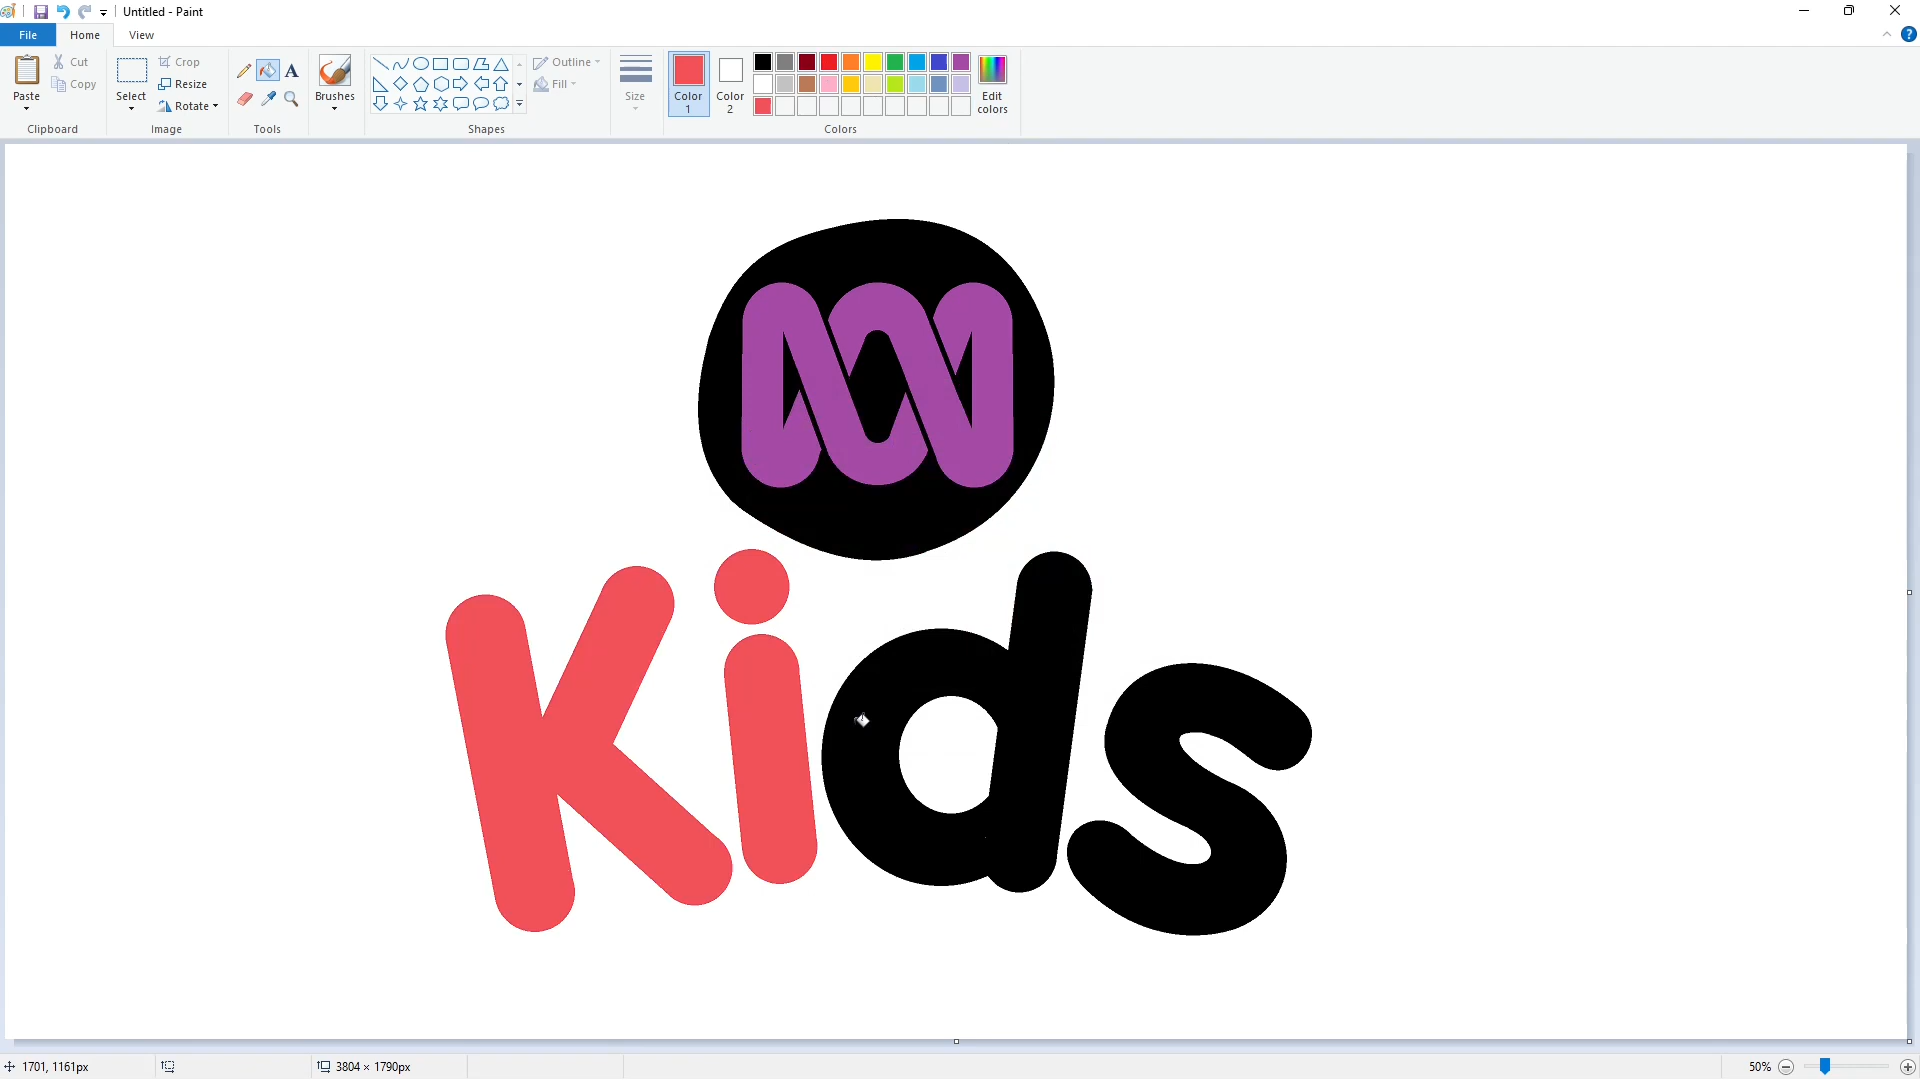 Untitled - Paint
File Home View
Paste
Cut
Copy
Clipboard
Select
Crop
Resize
Rotate
Image
A
Tools
Brushes
Shapes
Outline
Fill
Size
Color 1
Color 2
Edit colors
Colors
?
Kids
1701, 1161px
3804 × 1790px
50%